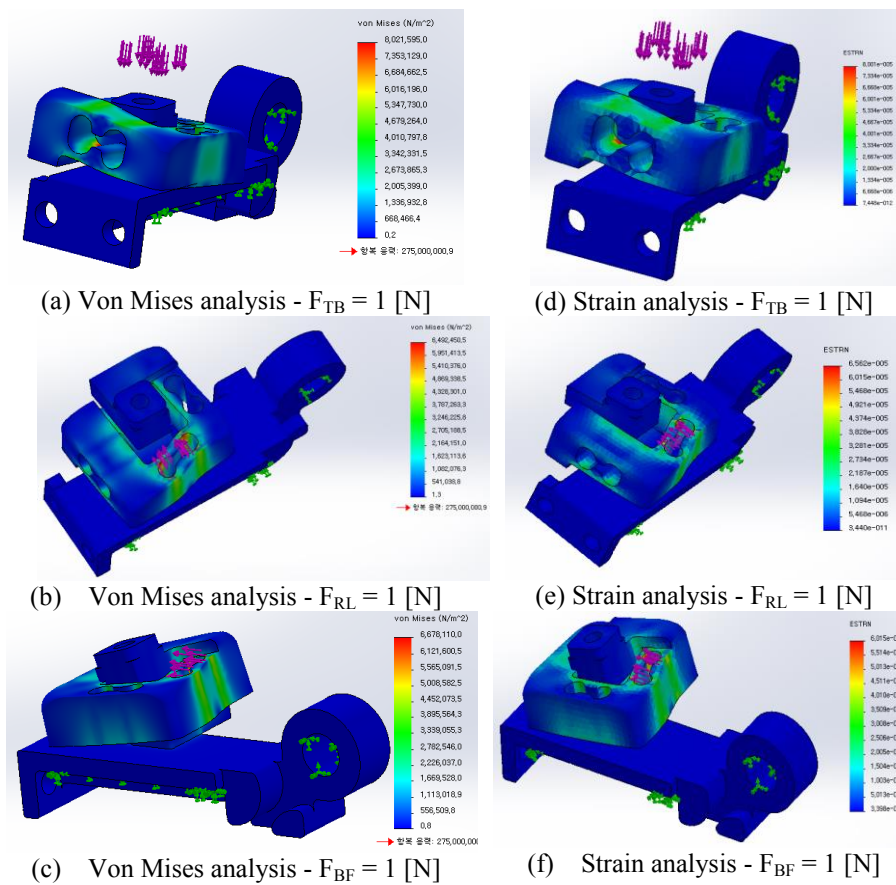 von Mises (N/m^2)
8,021,595,0
7,353,129,0
6,684,662,5
6,016,196,0
5,347,730,0
4,679,264,0
4,010,797,8
3,342,331,5
2,673,865,3
2,005,399,0
1,336,932,8
668,466,4
0,2
항복 응력: 275,000,000,9
(a) Von Mises analysis - F_TB = 1 [N]
ESTRN
8,001e-005
7,334e-005
6,668e-005
6,001e-005
5,334e-005
4,667e-005
4,001e-005
3,334e-005
2,667e-005
2,000e-005
1,334e-005
6,668e-006
7,448e-012
(d) Strain analysis - F_TB = 1 [N]
von Mises (N/m^2)
6,492,450,5
5,951,413,5
5,410,376,0
4,869,338,5
4,328,301,0
3,787,263,3
3,246,225,8
2,705,188,5
2,164,151,0
1,623,113,6
1,082,076,3
541,038,8
1,3
항복 응력: 275,000,000,9
(b) Von Mises analysis - F_RL = 1 [N]
ESTRN
6,562e-005
6,015e-005
5,468e-005
4,921e-005
4,374e-005
3,828e-005
3,281e-005
2,734e-005
2,187e-005
1,640e-005
1,094e-005
5,468e-006
3,440e-011
(e) Strain analysis - F_RL = 1 [N]
von Mises (N/m^2)
6,678,110,0
6,121,600,5
5,565,091,5
5,008,582,5
4,452,073,5
3,895,564,3
3,339,055,3
2,782,546,0
2,226,037,0
1,669,528,0
1,113,018,9
556,509,8
0,8
항복 응력: 275,000,00
(c) Von Mises analysis - F_BF = 1 [N]
ESTRN
6,015e-0
5,514e-0
5,013e-0
4,511e-0
4,010e-0
3,509e-0
3,008e-0
2,506e-0
2,005e-0
1,504e-0
1,003e-0
5,013e-0
3,398e-0
(f) Strain analysis - F_BF = 1 [N]